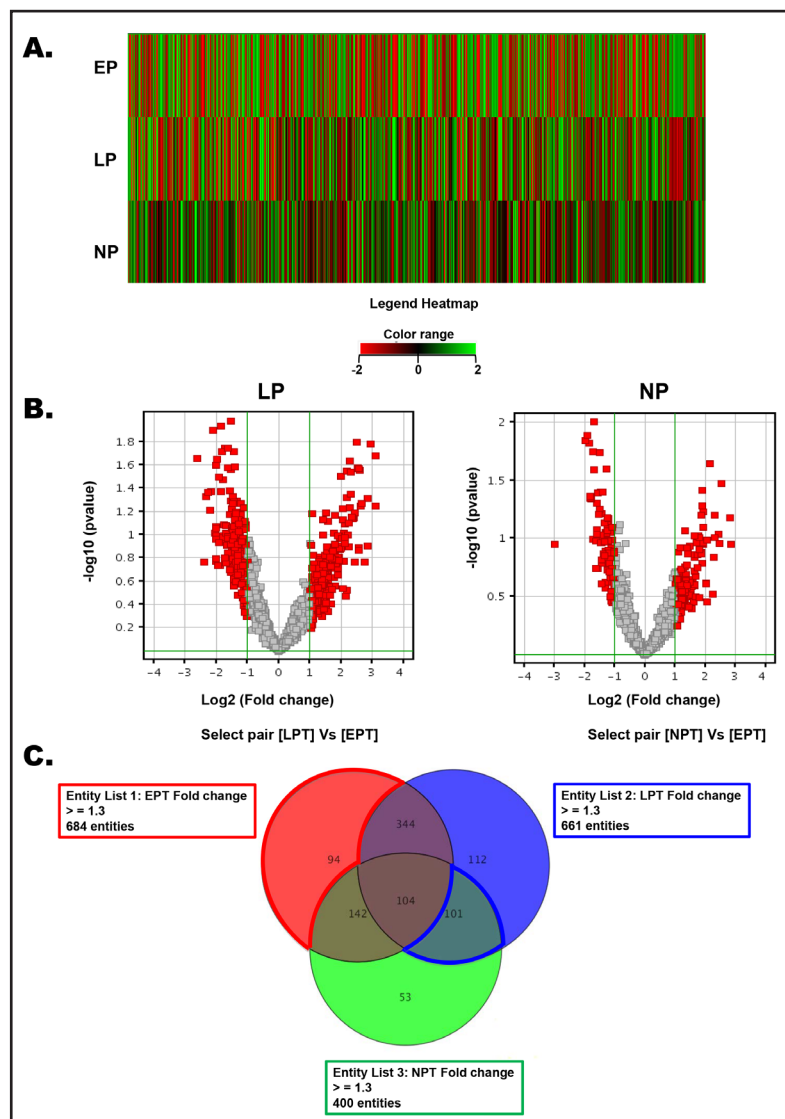 A.
EP
LP
NP
Legend Heatmap
Color range
-2 0 2
B.
LP
NP
-log10 (pvalue)
1.8
1.6
1.4
1.2
1
0.8
0.6
0.4
0.2
-4 -3 -2 -1 0 1 2 3 4
Log2 (Fold change)
Select pair [LPT] Vs [EPT]
-log10 (pvalue)
2
1.5
1
0.5
-4 -3 -2 -1 0 1 2 3 4
Log2 (Fold change)
Select pair [NPT] Vs [EPT]
C.
Entity List 1: EPT Fold change
> = 1.3
684 entities
Entity List 2: LPT Fold change
> = 1.3
661 entities
344
94
112
104
142
101
53
Entity List 3: NPT Fold change
> = 1.3
400 entities